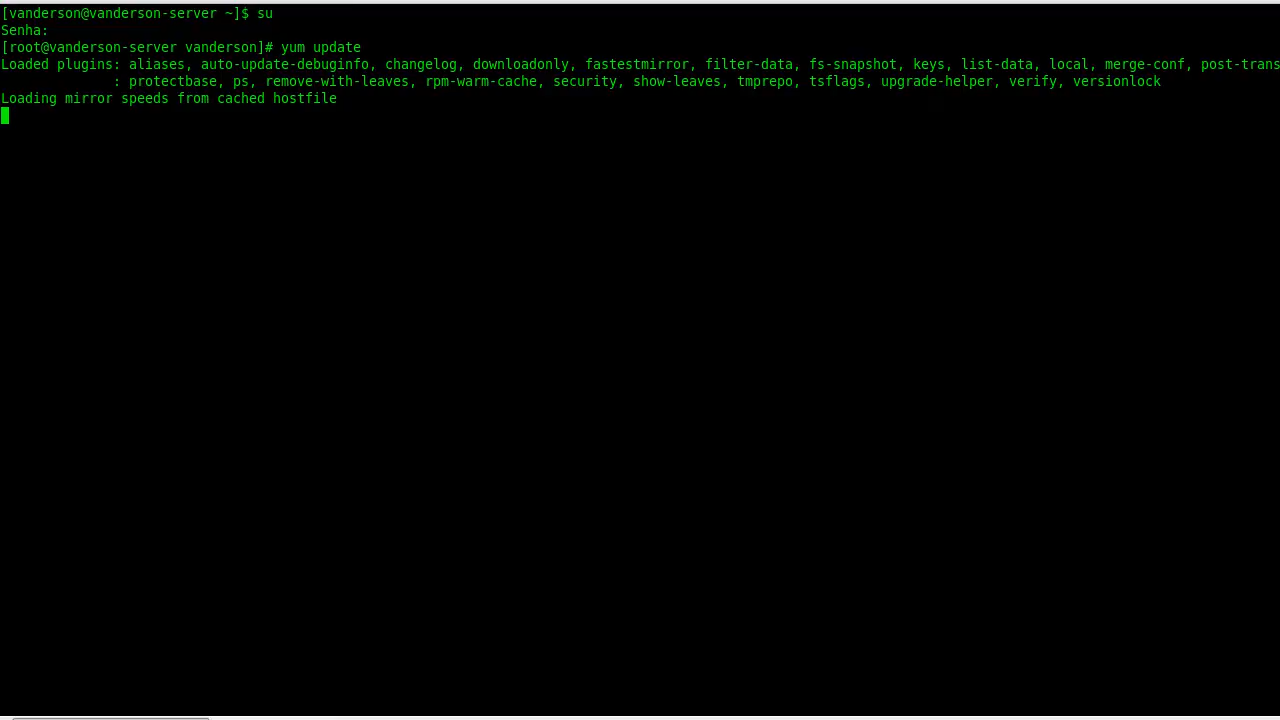 [vanderson@vanderson-server ~]$ su
Senha:
[root@vanderson-server vanderson]# yum update
Loaded plugins: aliases, auto-update-debuginfo, changelog, downloadonly, fastestmirror, filter-data, fs-snapshot, keys, list-data, local, merge-conf, post-trans
              : protectbase, ps, remove-with-leaves, rpm-warm-cache, security, show-leaves, tmprepo, tsflags, upgrade-helper, verify, versionlock
Loading mirror speeds from cached hostfile